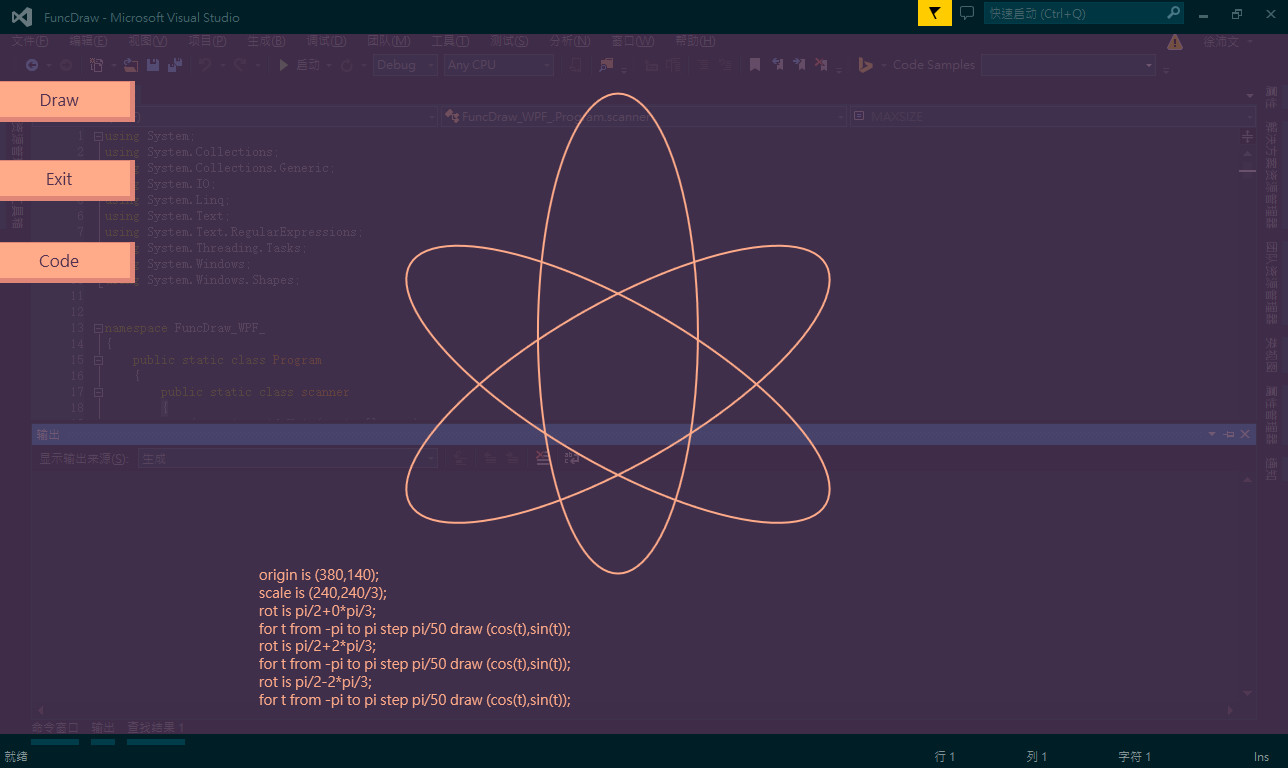 FuncDraw - Microsoft Visual Studio
快速启动 (Ctrl+Q)
文件(F) 编辑(E) 视图(V) 项目(P) 生成(B) 调试(D) 团队(M) 工具(T) 测试(S) 分析(N) 窗口(W) 帮助(H)
启动 Debug Any CPU Code Samples
Draw
FuncDraw_WPF_.Program.scanner MAXSIZE
1 using System;
2 using System.Collections;
using System.Collections.Generic;
Exit
using System.IO;
using System.Linq;
6 using System.Text;
7 using System.Text.RegularExpressions;
using System.Threading.Tasks;
Code
using System.Windows;
using System.Windows.Shapes;
11
12
13 namespace FuncDraw_WPF_
14 {
15 public static class Program
16 {
17 public static class scanner
18 {
输出
显示输出来源(S): 生成
origin is (380,140);
scale is (240,240/3);
rot is pi/2+0*pi/3;
for t from -pi to pi step pi/50 draw (cos(t),sin(t));
rot is pi/2+2*pi/3;
for t from -pi to pi step pi/50 draw (cos(t),sin(t));
rot is pi/2-2*pi/3;
for t from -pi to pi step pi/50 draw (cos(t),sin(t));
命令窗口 输出 查找结果 1
就绪 行 1 列 1 字符 1 Ins